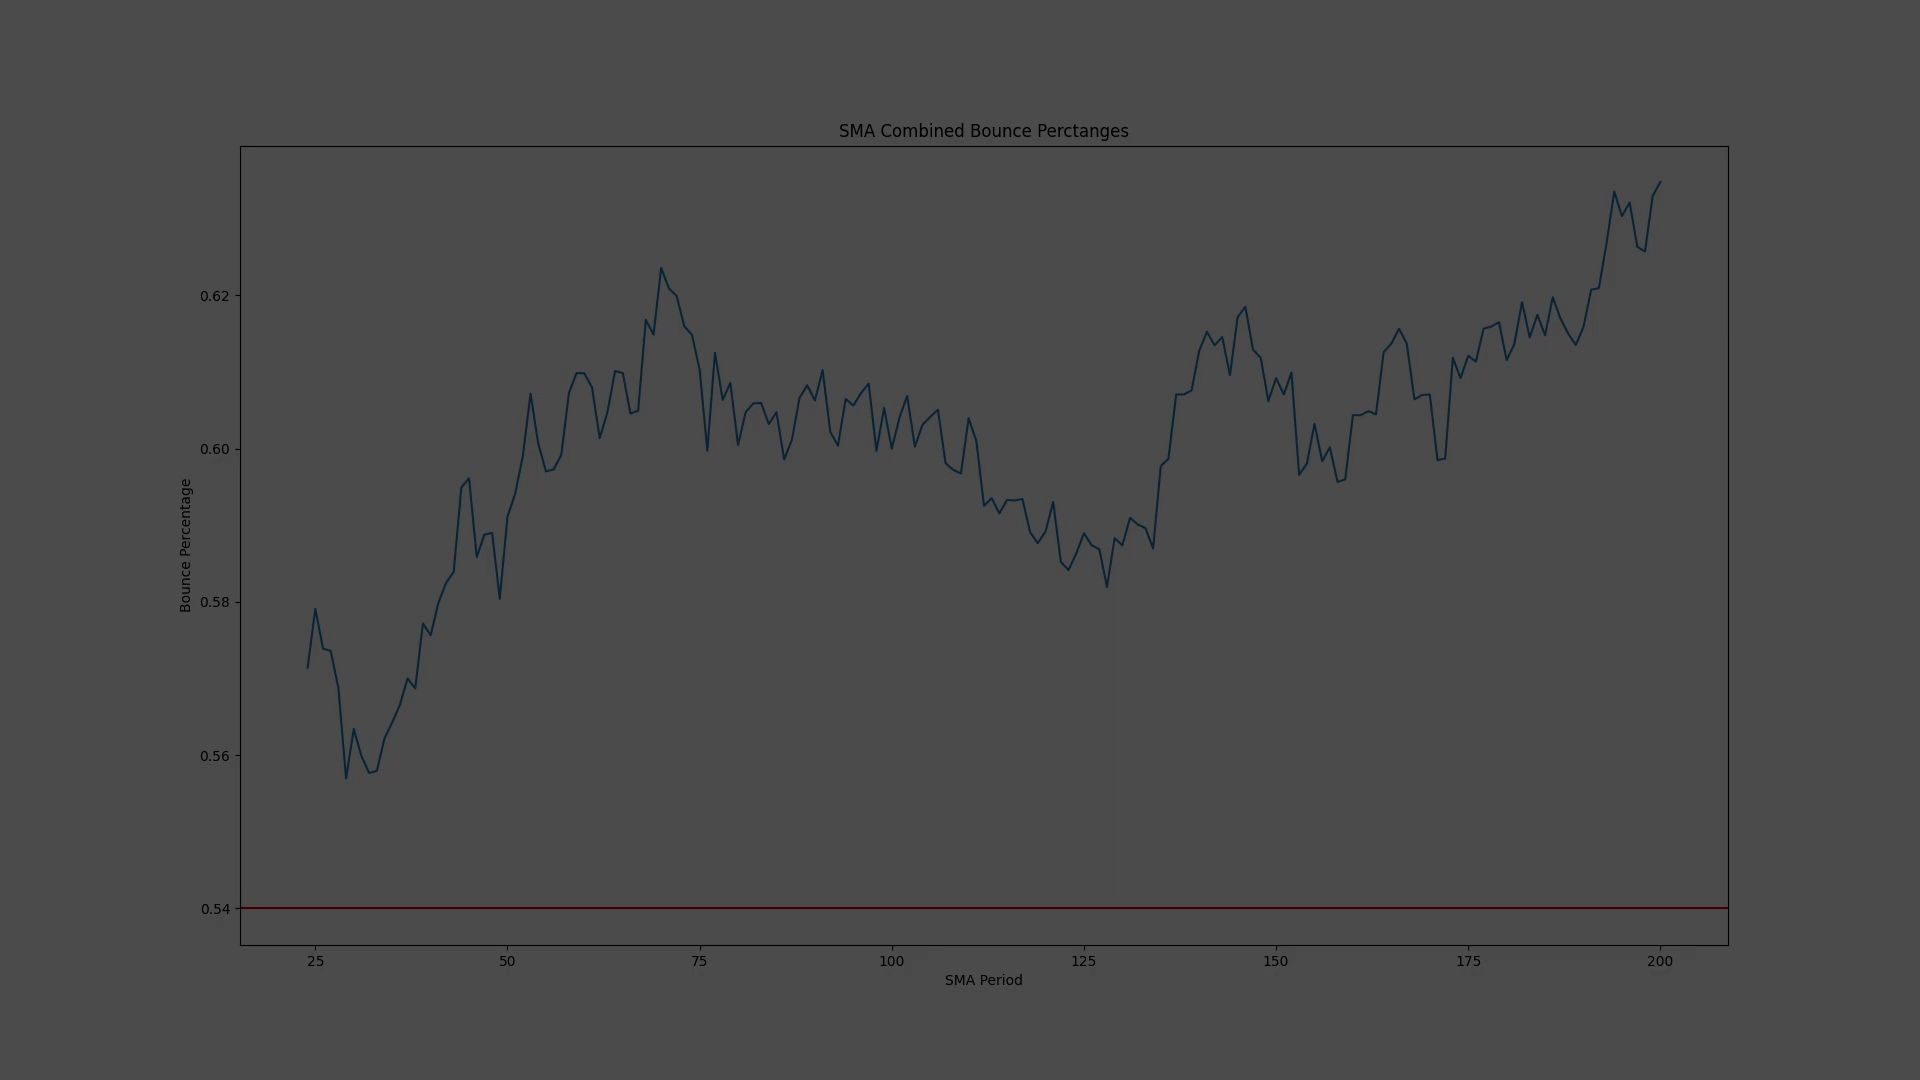 SMA Combined Bounce Perctanges
Bounce Percentage
0.62
0.60
0.58
0.56
0.54
25 50 75 100 125 150 175 200
SMA Period